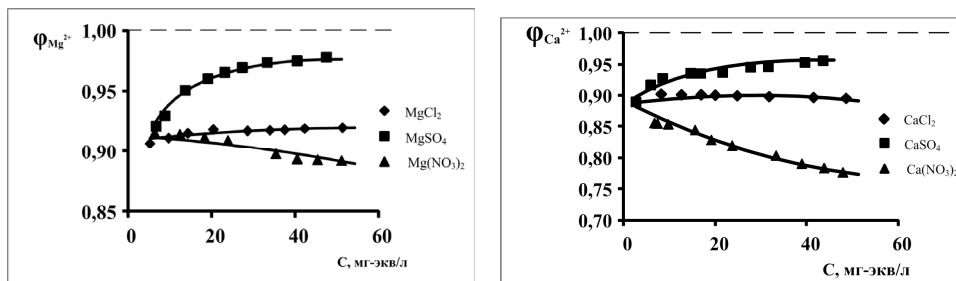 φMg²⁺
1,00
0,95
0,90
0,85
0
20
40
60
C, мг-экв/л
MgCl₂
MgSO₄
Mg(NO₃)₂
φCa²⁺
1,00
0,95
0,90
0,85
0,80
0,75
0,70
0
20
40
60
C, мг-экв/л
CaCl₂
CaSO₄
Ca(NO₃)₂